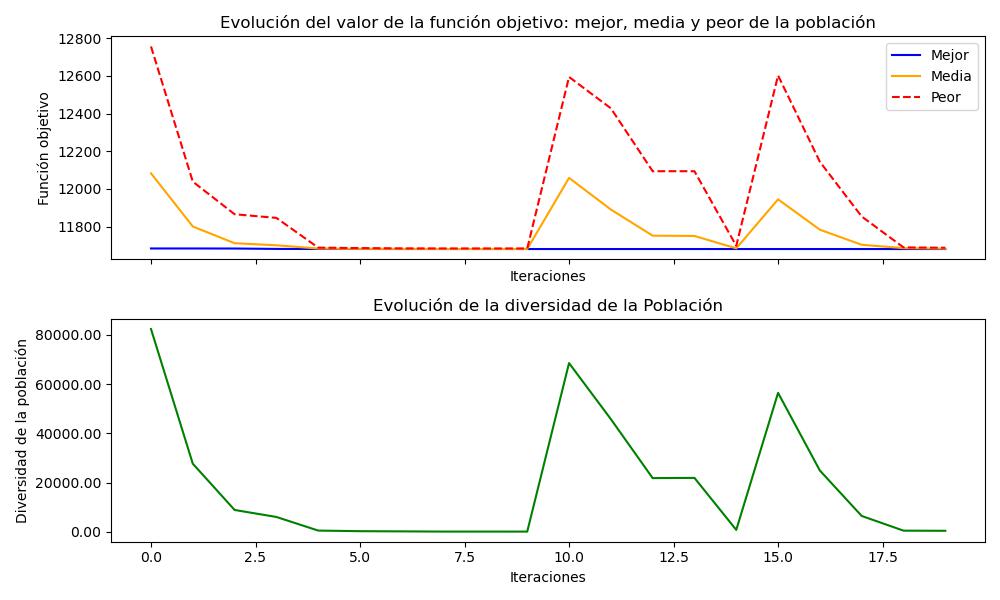 Evolución del valor de la función objetivo: mejor, media y peor de la población
12800
12600
12400
12200
12000
11800
Función objetivo
Mejor
Media
Peor
Iteraciones
Evolución de la diversidad de la Población
80000.00
60000.00
40000.00
20000.00
0.00
Diversidad de la población
0.0 2.5 5.0 7.5 10.0 12.5 15.0 17.5
Iteraciones